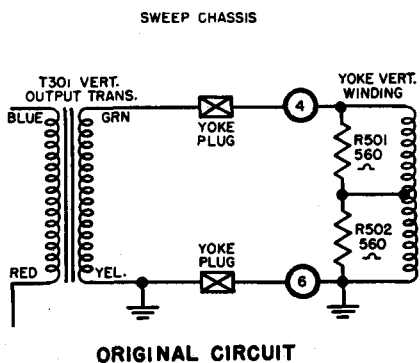 SWEEP CHASSIS
T301 VERT.
OUTPUT TRANS.
BLUE
GRN
YOKE
PLUG
4
YOKE VERT.
WINDING
R501
560
Ω
R502
560
Ω
RED
YEL.
YOKE
PLUG
6
ORIGINAL CIRCUIT